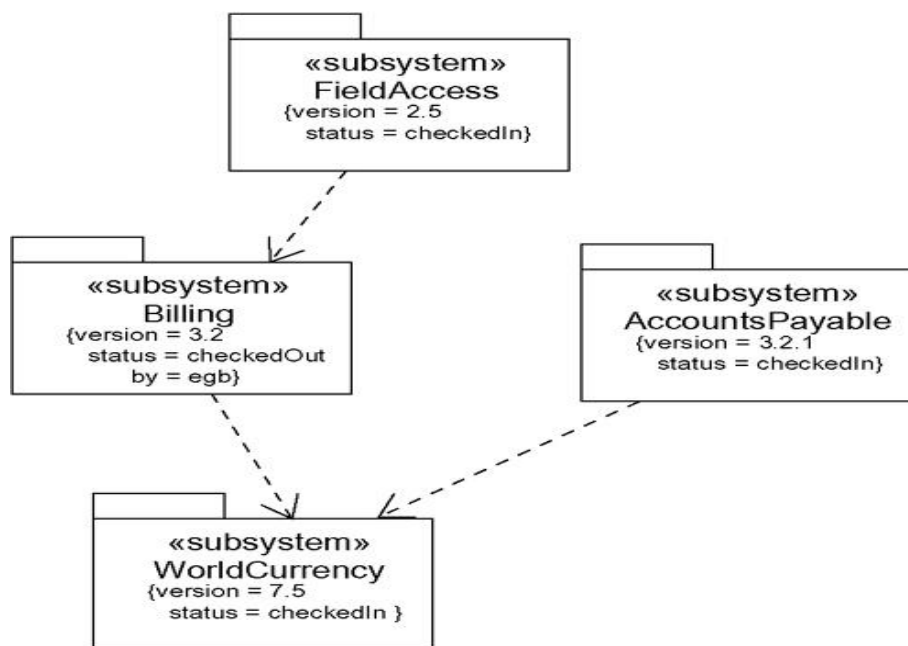 «subsystem»
FieldAccess
{version = 2.5
status = checkedIn}
«subsystem»
Billing
{version = 3.2
status = checkedOut
by = egb}
«subsystem»
AccountsPayable
{version = 3.2.1
status = checkedIn}
«subsystem»
WorldCurrency
{version = 7.5
status = checkedIn }